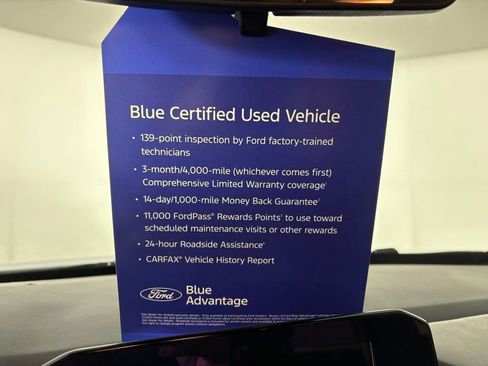 Blue Certified Used Vehicle
• 139-point inspection by Ford factory-trained
technicians
• 3-month/4,000-mile (whichever comes first)
Comprehensive Limited Warranty coverage
• 14-day/1,000-mile Money Back Guarantee
• 11,000 FordPass® Rewards Points to use toward
scheduled maintenance visits or other rewards
• 24-hour Roadside Assistance
• CARFAX® Vehicle History Report
Ford
Blue
Advantage